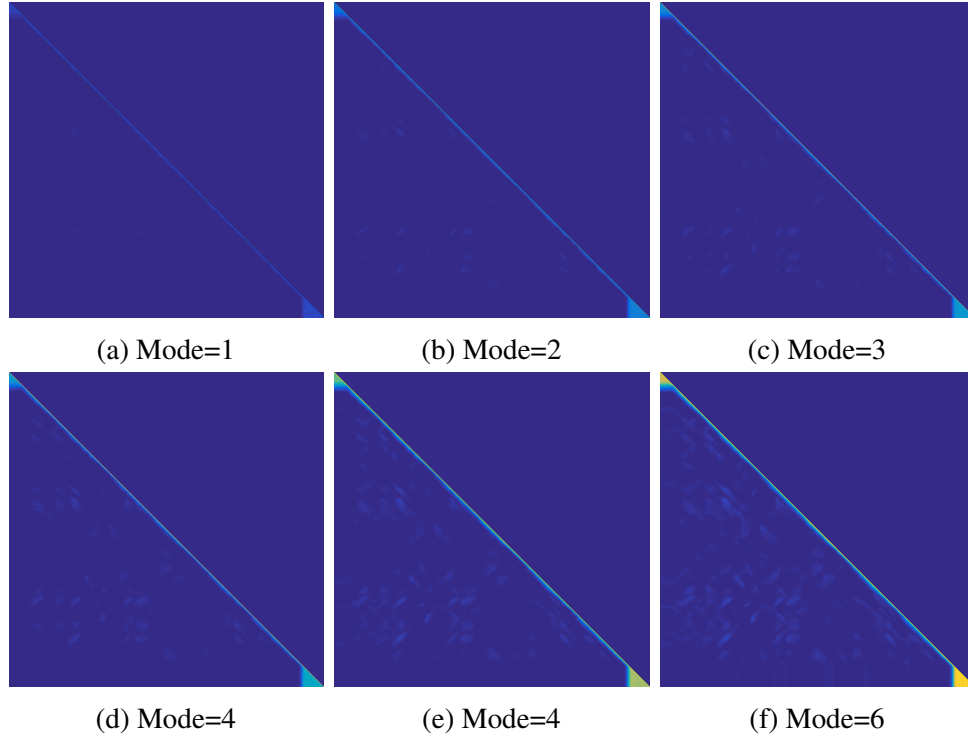 (a) Mode=1
(b) Mode=2
(c) Mode=3
(d) Mode=4
(e) Mode=4
(f) Mode=6